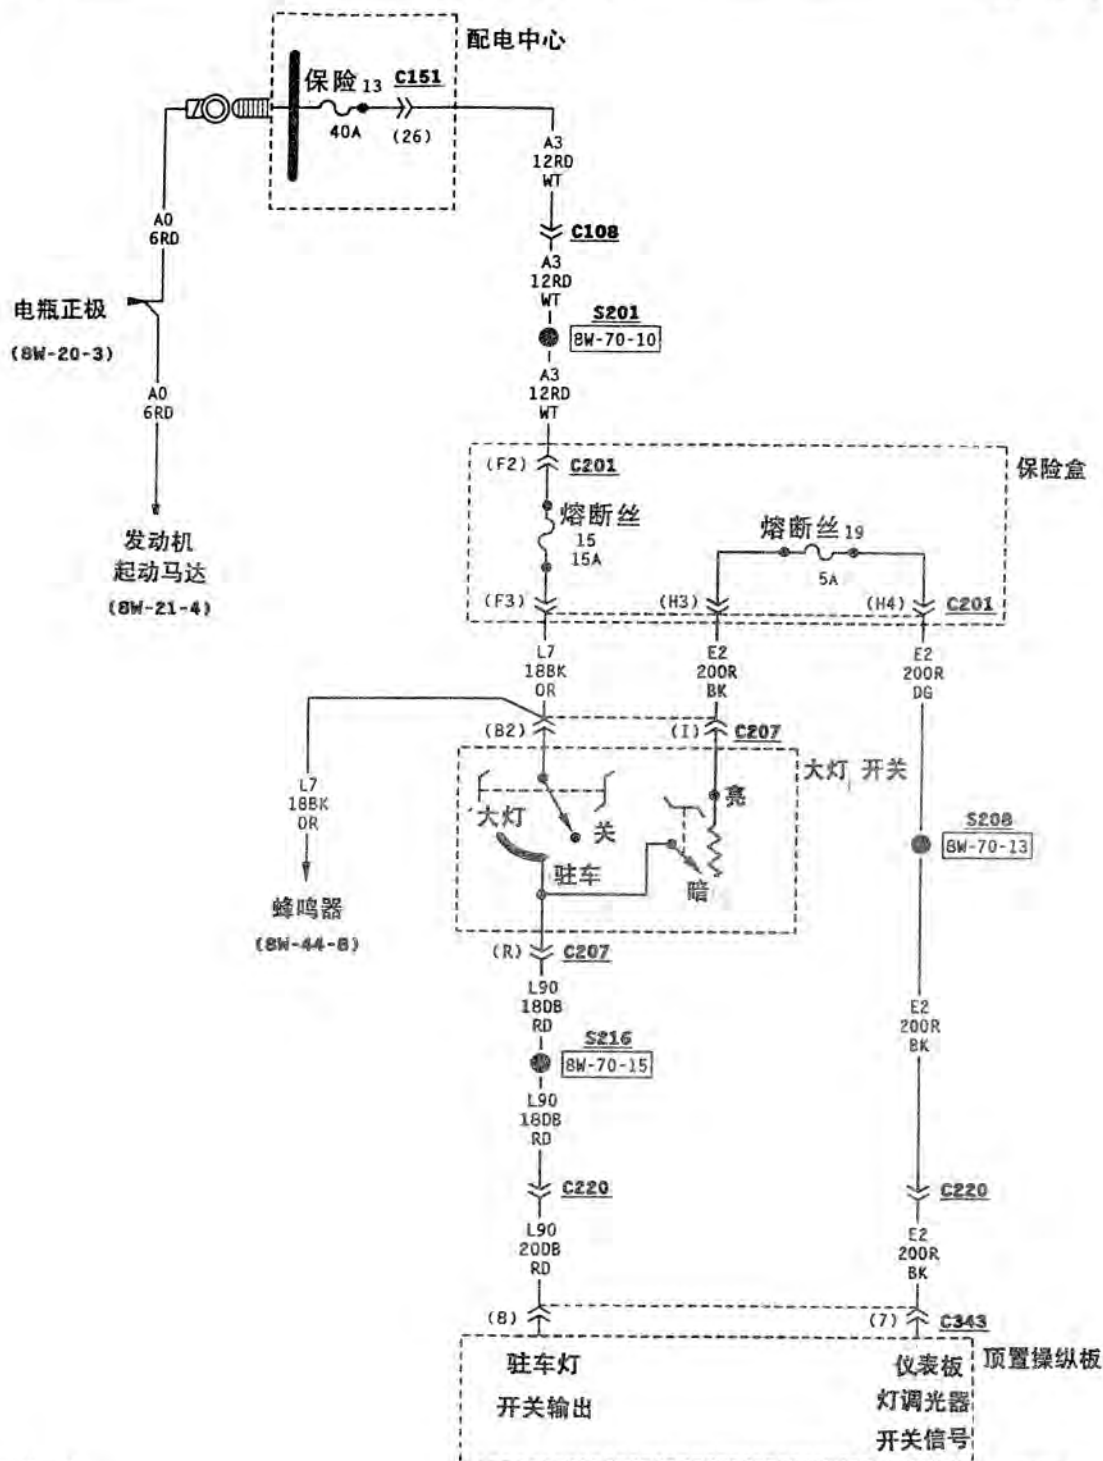 配电中心
保险 13
C151
40A
(26)
A3
12RD
WT
A0
6RD
C108
A3
12RD
WT
电瓶正极
(8W-20-3)
S201
8W-70-10
A0
6RD
A3
12RD
WT
(F2)
C201
保险盒
熔断丝
15
15A
熔断丝 19
5A
发动机
起动马达
(8W-21-4)
(F3)
(H3)
(H4)
C201
L7
18BK
OR
E2
200R
BK
E2
200R
DG
(B2)
(I)
C207
大灯 开关
L7
18BK
OR
大灯
关
亮
驻车
暗
S208
8W-70-13
蜂鸣器
(8W-44-8)
(R)
C207
L90
18DB
RD
E2
200R
BK
S216
8W-70-15
L90
18DB
RD
C220
C220
L90
20DB
RD
E2
200R
BK
(8)
(7)
C343
驻车灯
开关输出
仪表板
灯调光器
开关信号
顶置操纵板